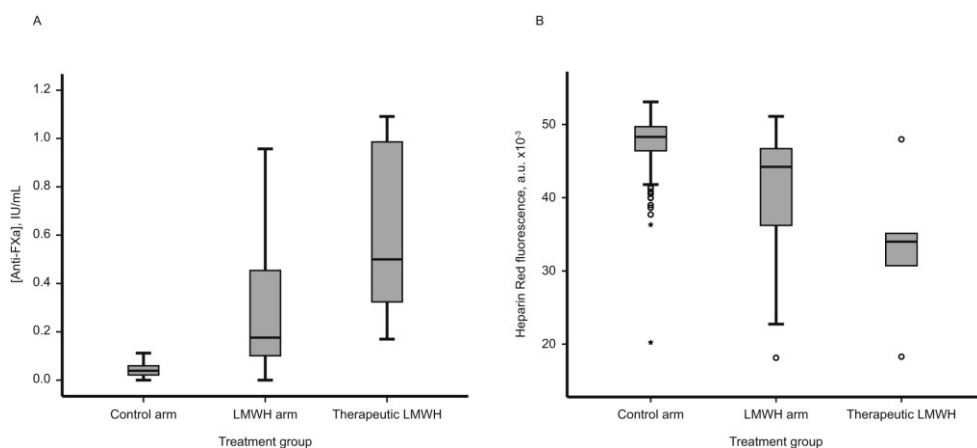 A
[Anti-FXa], IU/mL
1.2
1.0
0.8
0.6
0.4
0.2
0.0
Control arm LMWH arm Therapeutic LMWH
Treatment group
B
Heparin Red fluorescence, a.u. x10⁻³
50
40
30
20
Control arm LMWH arm Therapeutic LMWH
Treatment group